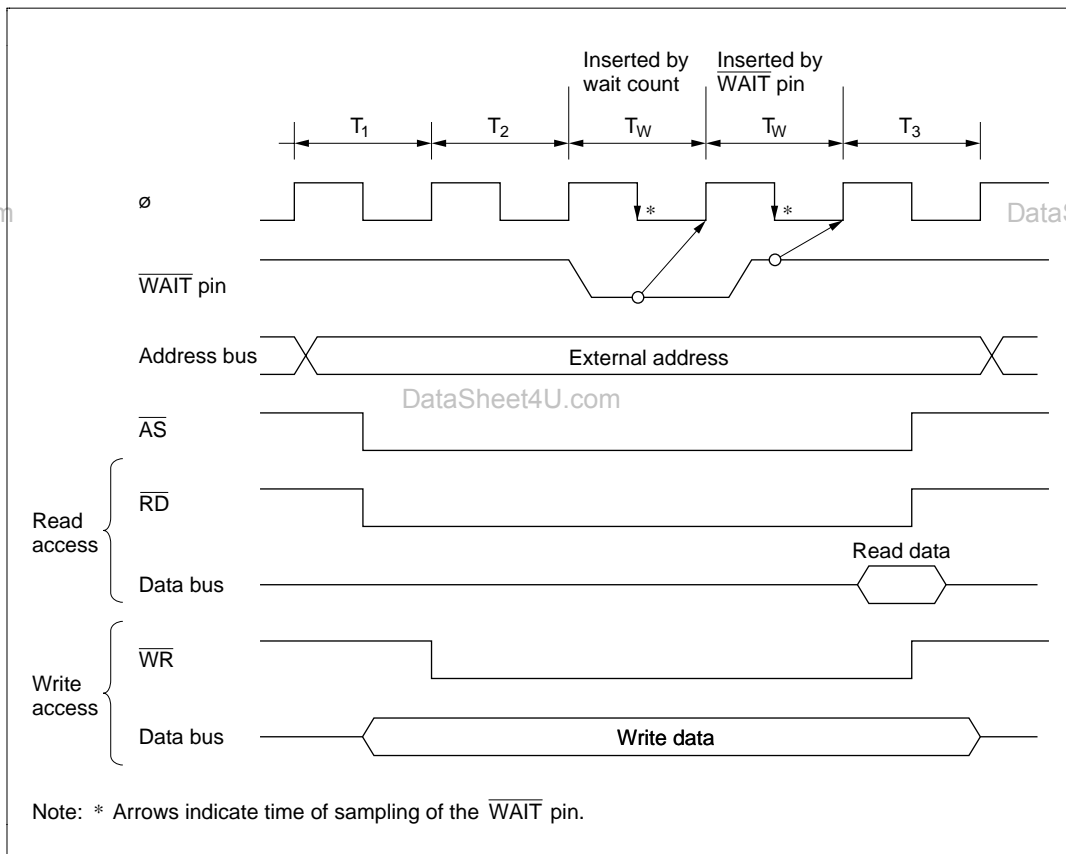 Inserted by
wait count
Inserted by
WAIT pin
T1
T2
TW
TW
T3
ø
*
*
m
DataS
WAIT pin
Address bus
External address
DataSheet4U.com
AS
Read
access
RD
Read data
Data bus
Write
access
WR
Data bus
Write data
Note: * Arrows indicate time of sampling of the WAIT pin.